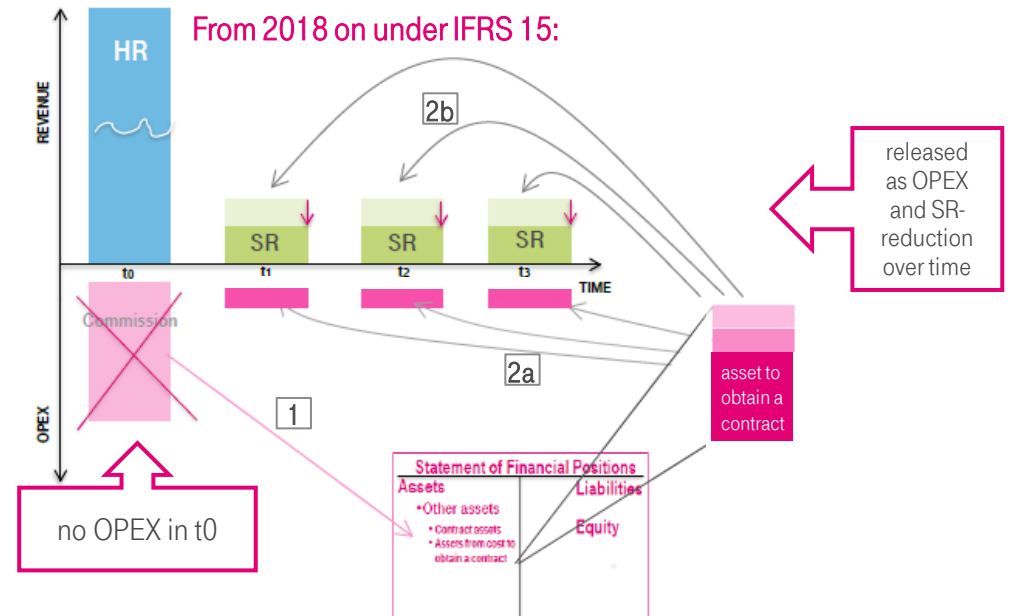 From 2018 on under IFRS 15:
REVENUE
HR
2b
released
as OPEX
and SR-
reduction
over time
SR
SR
SR
t0
t1
t2
t3
TIME
Commission
2a
asset to
obtain a
contract
OPEX
1
no OPEX in t0
Statement of Financial Positions
Assets
Liabilities
•Other assets
Equity
• Contract assets
• Assets from cost to
obtain a contract